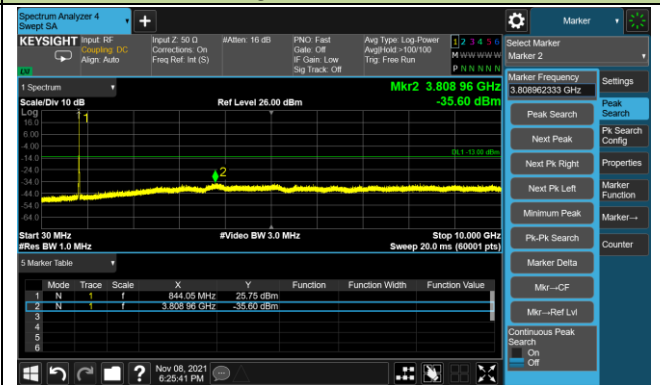 Spectrum Analyzer 4
Swept SA
+
Marker
KEYSIGHT
Input: RF
Coupling: DC
Align: Auto
Input Z: 50 Ω
Corrections: On
Freq Ref: Int (S)
#Atten: 16 dB
PNO: Fast
Gate: Off
IF Gain: Low
Sig Track: Off
Avg Type: Log-Power
Avg|Hold:>100/100
Trig: Free Run
1 2 3 4 5 6
M W W W W W
P N N N N N
LXI
Select Marker
Marker 2
1 Spectrum
Mkr2 3.808 96 GHz
Scale/Div 10 dB
Ref Level 26.00 dBm
-35.60 dBm
Log
16.0
6.00
-4.00
-14.0
-24.0
-34.0
-44.0
-54.0
-64.0
1
DL1 -13.00 dBm
2
Start 30 MHz
#Video BW 3.0 MHz
Stop 10.000 GHz
#Res BW 1.0 MHz
Sweep 20.0 ms (60001 pts)
5 Marker Table
Mode Trace Scale X Y Function Function Width Function Value
1 N 1 f 844.05 MHz 25.75 dBm
2 N 1 f 3.808 96 GHz -35.60 dBm
3
4
5
6
Marker Frequency
3.808962333 GHz
Peak Search
Next Peak
Next Pk Right
Next Pk Left
Minimum Peak
Pk-Pk Search
Marker Delta
Mkr→CF
Mkr→Ref Lvl
Continuous Peak
Search
On
Off
Settings
Peak
Search
Pk Search
Config
Properties
Marker
Function
Marker→
Counter
?
Nov 08, 2021
6:25:41 PM